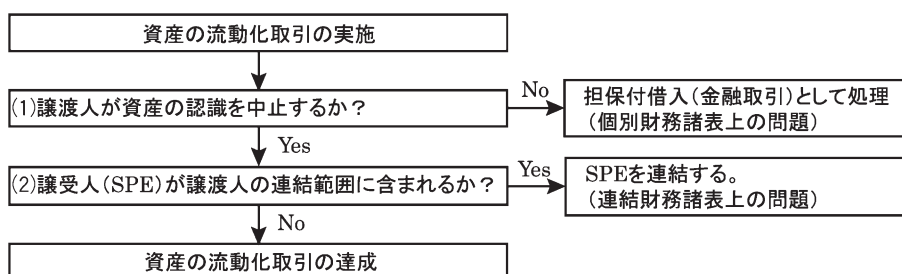 資産の流動化取引の実施
(1)譲渡人が資産の認識を中止するか？
No
担保付借入(金融取引)として処理
(個別財務諸表上の問題)
Yes
(2)譲受人(SPE)が譲渡人の連結範囲に含まれるか？
Yes
SPEを連結する。
(連結財務諸表上の問題)
No
資産の流動化取引の達成